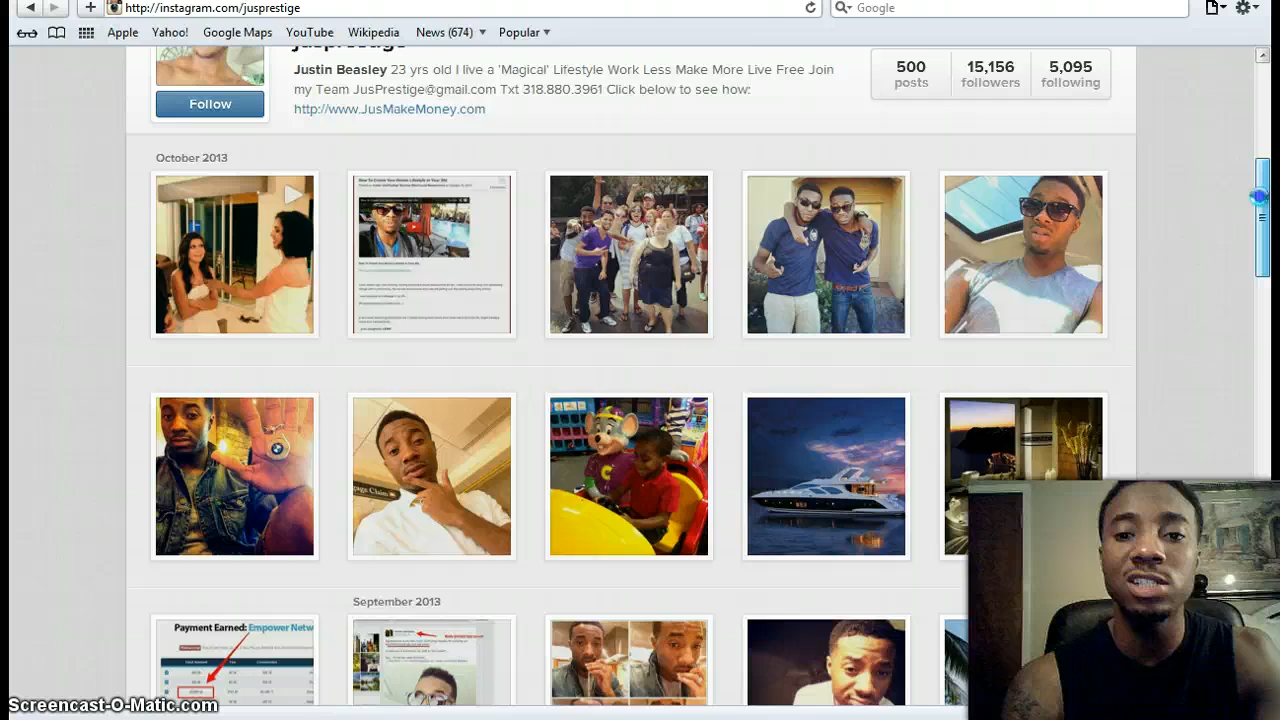 http://instagram.com/jusprestige
Google
Apple
Yahoo!
Google Maps
YouTube
Wikipedia
News (674)
Popular
jusprestige
Justin Beasley 23 yrs old I live a 'Magical' Lifestyle Work Less Make More Live Free Join
my Team JusPrestige@gmail.com Txt 318.880.3961 Click below to see how:
http://www.JusMakeMoney.com
500
posts
15,156
followers
5,095
following
Follow
October 2013
September 2013
Payment Earned: Empower Netw
Screencast-O-Matic.com